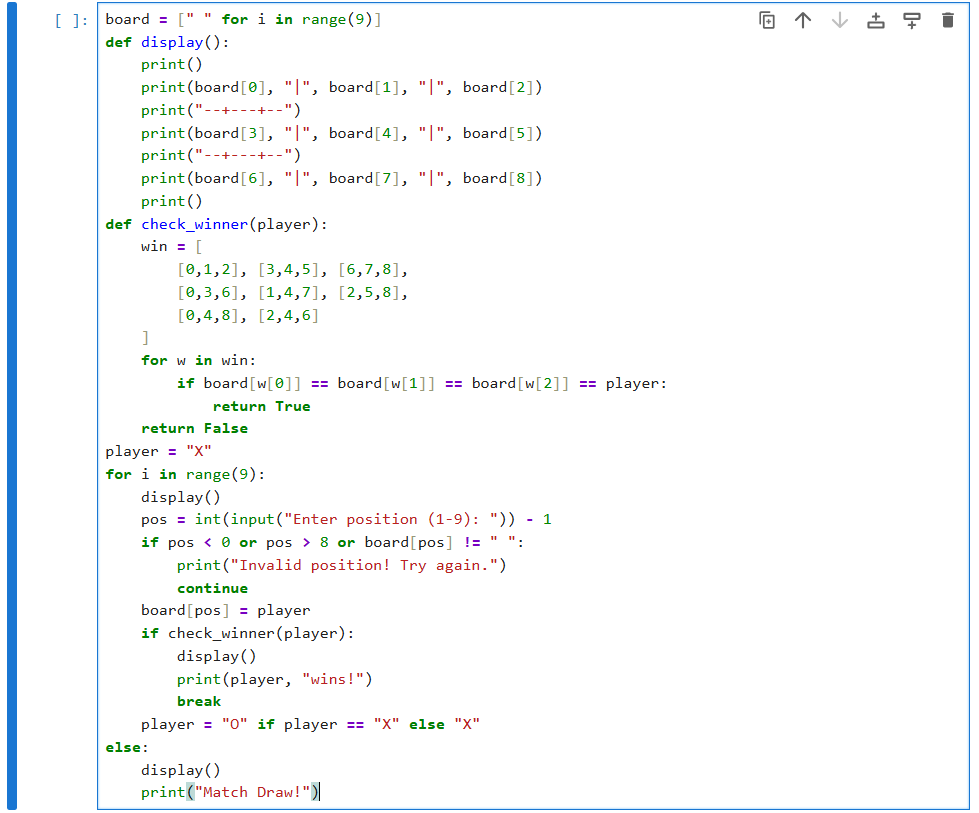 [ ]: board = [" " for i in range(9)]
def display():
    print()
    print(board[0], "|", board[1], "|", board[2])
    print("--+---+--")
    print(board[3], "|", board[4], "|", board[5])
    print("--+---+--")
    print(board[6], "|", board[7], "|", board[8])
    print()
def check_winner(player):
    win = [
        [0,1,2], [3,4,5], [6,7,8],
        [0,3,6], [1,4,7], [2,5,8],
        [0,4,8], [2,4,6]
    ]
    for w in win:
        if board[w[0]] == board[w[1]] == board[w[2]] == player:
            return True
    return False
player = "X"
for i in range(9):
    display()
    pos = int(input("Enter position (1-9): ")) - 1
    if pos < 0 or pos > 8 or board[pos] != " ":
        print("Invalid position! Try again.")
        continue
    board[pos] = player
    if check_winner(player):
        display()
        print(player, "wins!")
        break
    player = "O" if player == "X" else "X"
else:
    display()
    print("Match Draw!")